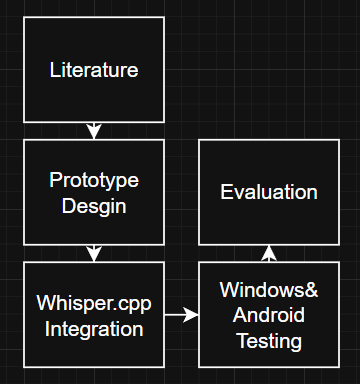 Literature
Prototype
Desgin
Whisper.cpp
Integration
Windows&
Android
Testing
Evaluation